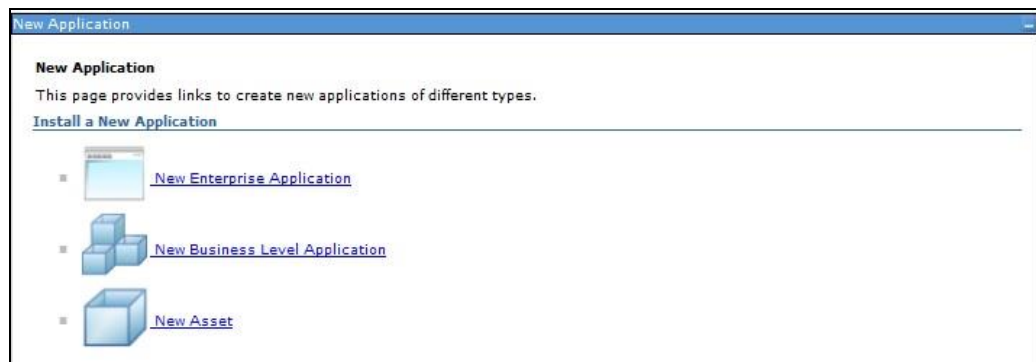 New Application
New Application
This page provides links to create new applications of different types.
Install a New Application
New Enterprise Application
New Business Level Application
New Asset